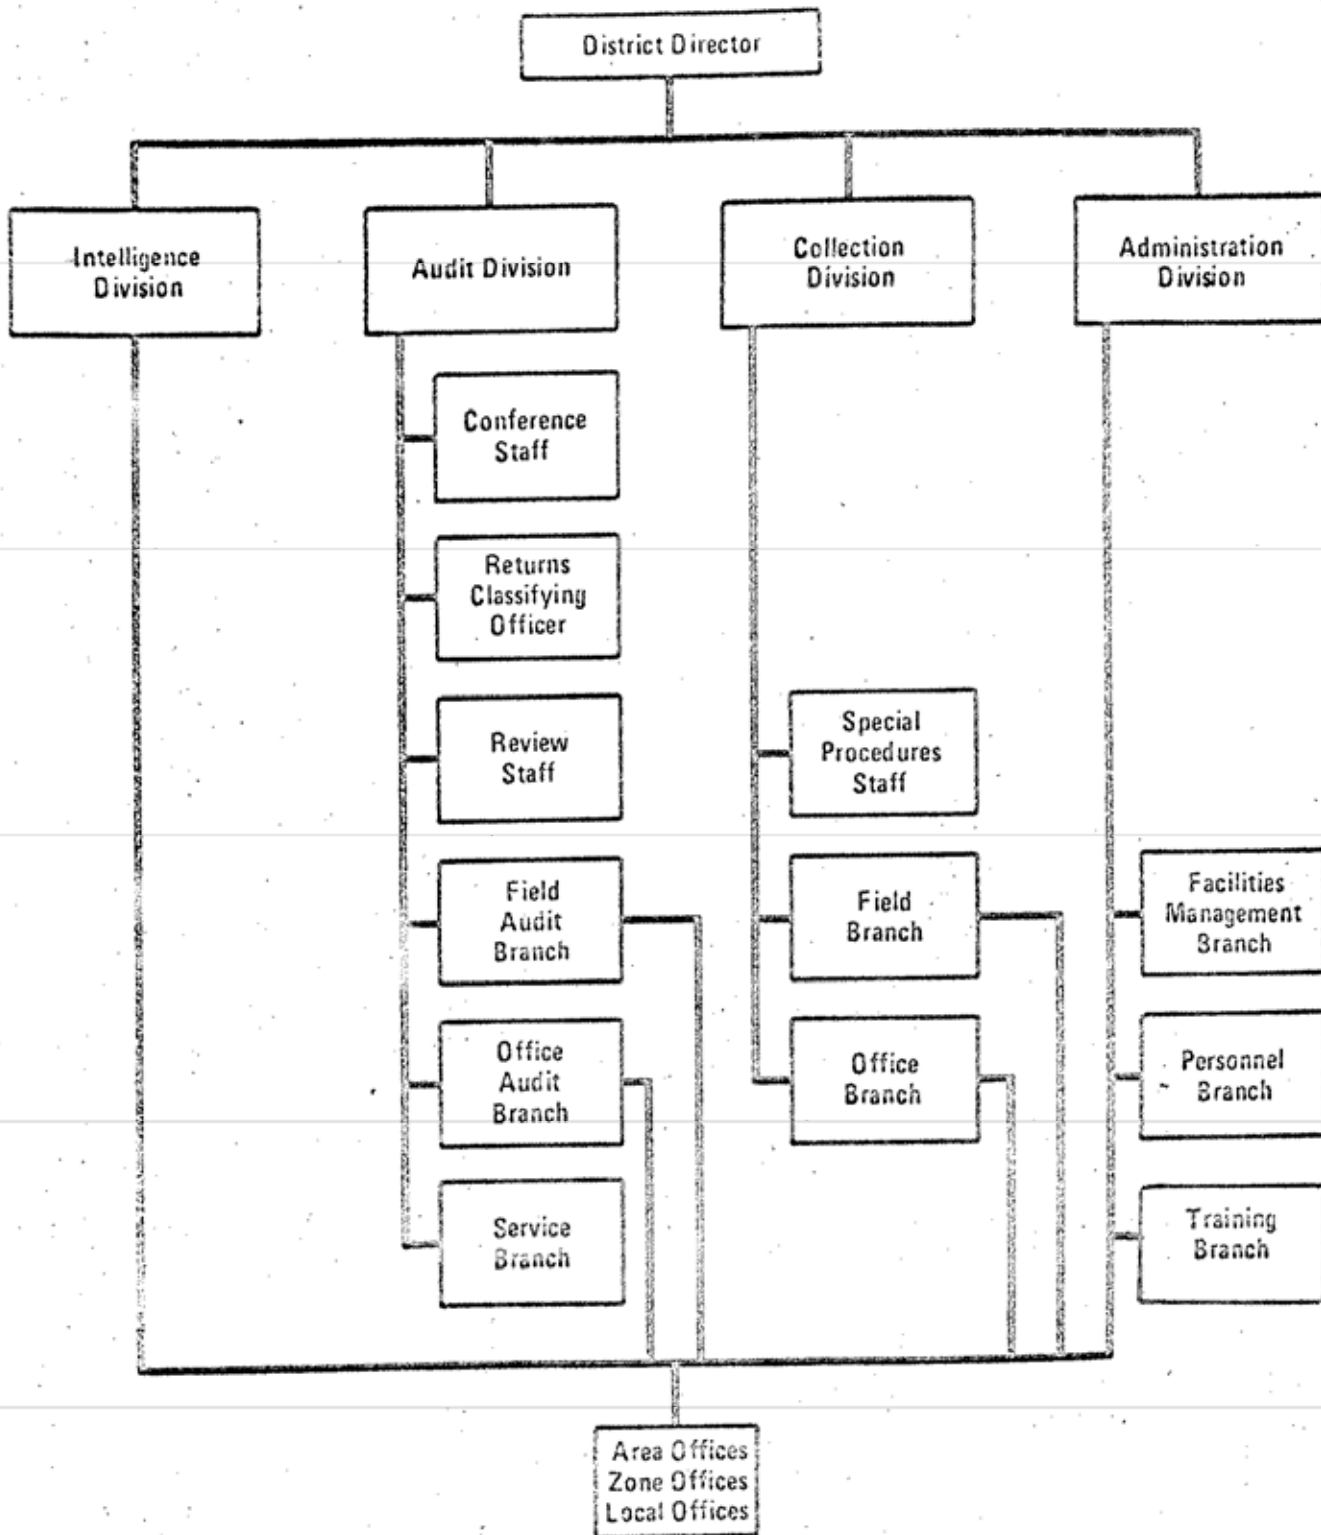 District Director
Intelligence
Division
Audit Division
Collection
Division
Administration
Division
Conference
Staff
Returns
Classifying
Officer
Review
Staff
Field
Audit
Branch
Office
Audit
Branch
Service
Branch
Special
Procedures
Staff
Field
Branch
Office
Branch
Facilities
Management
Branch
Personnel
Branch
Training
Branch
Area Offices
Zone Offices
Local Offices